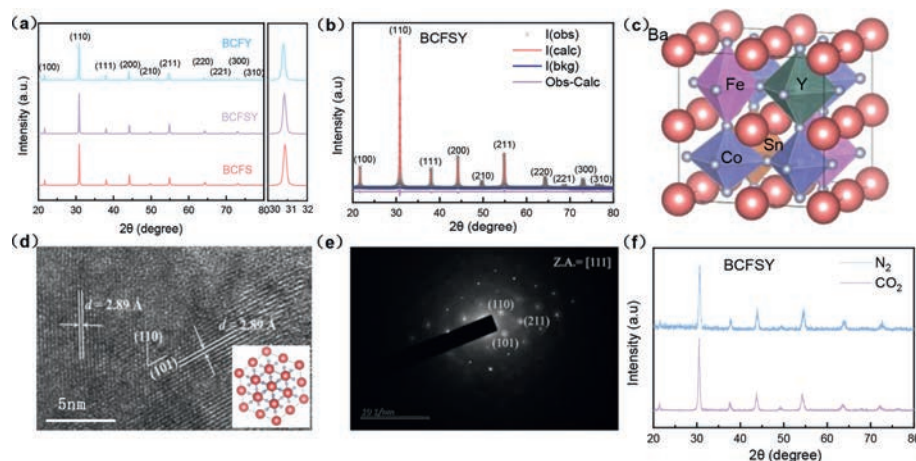 (a)
BCFY
(110)
(100)
(111)
(200)
(210)
(211)
(220)
(221)
(300)
(310)
BCFSY
BCFS
Intensity (a.u.)
20 30 40 50 60 70 80 30 31 32
2θ (degree)
(b)
(110)
BCFSY
I(obs)
I(calc)
I(bkg)
Obs-Calc
(100)
(111)
(200)
(210)
(211)
(220)
(221)
(300)
(310)
Intensity (a.u.)
20 30 40 50 60 70 80
2θ (degree)
(c)
Ba
Fe
Y
Sn
Co
(d)
d = 2.89 Å
d = 2.89 Å
(110)
(101)
5nm
(e)
Z.A.= [111]
(110)
(211)
(101)
(f)
BCFSY
N2
CO2
Intensity (a.u)
20 30 40 50 60 70 80
2θ (degree)